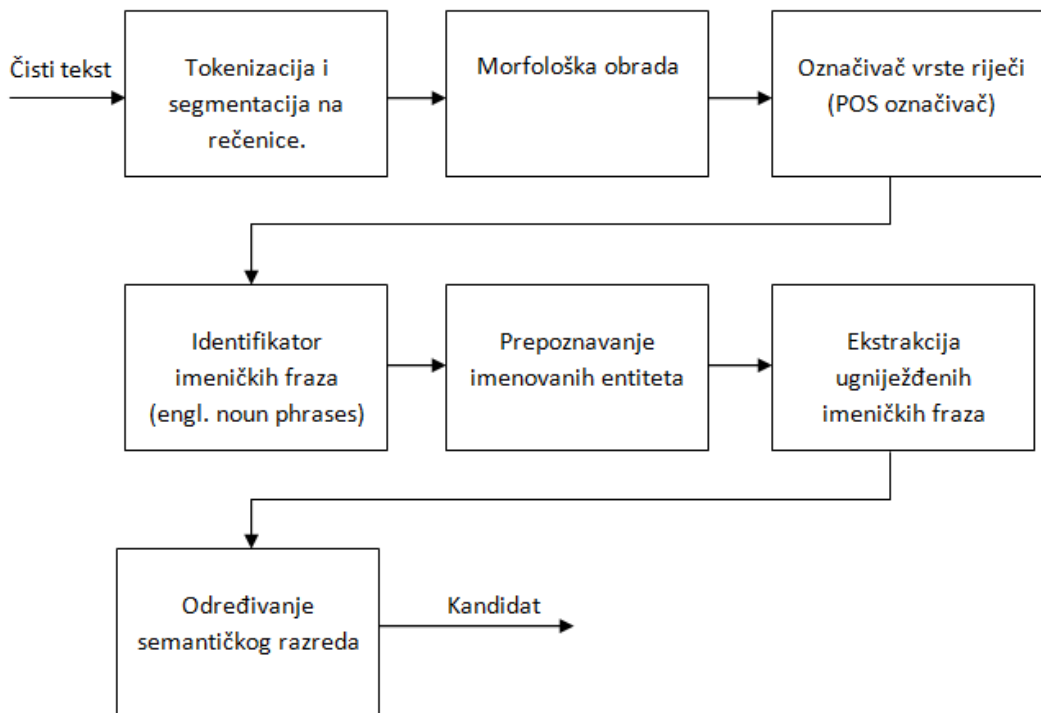 Čisti tekst
Tokenizacija i
segmentacija na
rečenice.
Morfološka obrada
Označivač vrste riječi
(POS označivač)
Identifikator
imeničkih fraza
(engl. noun phrases)
Prepoznavanje
imenovanih entiteta
Ekstrakcija
ugniježđenih
imeničkih fraza
Određivanje
semantičkog razreda
Kandidat